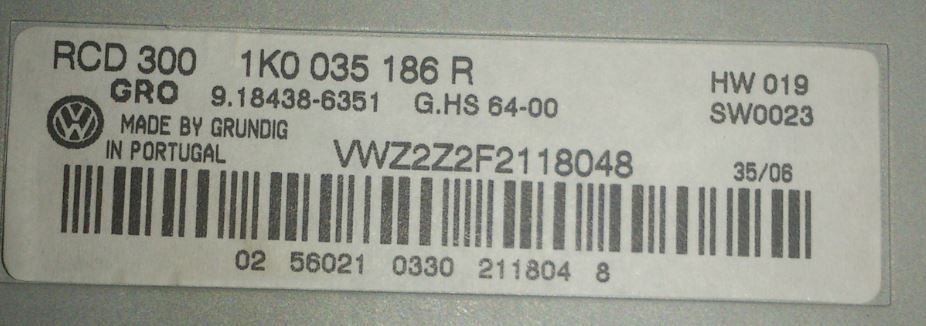 RCD 300 1K0 035 186 R
HW 019
GRO 9.18438-6351 G.HS 64-00
SW0023
MADE BY GRUNDIG
IN PORTUGAL
VWZ2Z2F2118048
35/06
02 56021 0330 211804 8